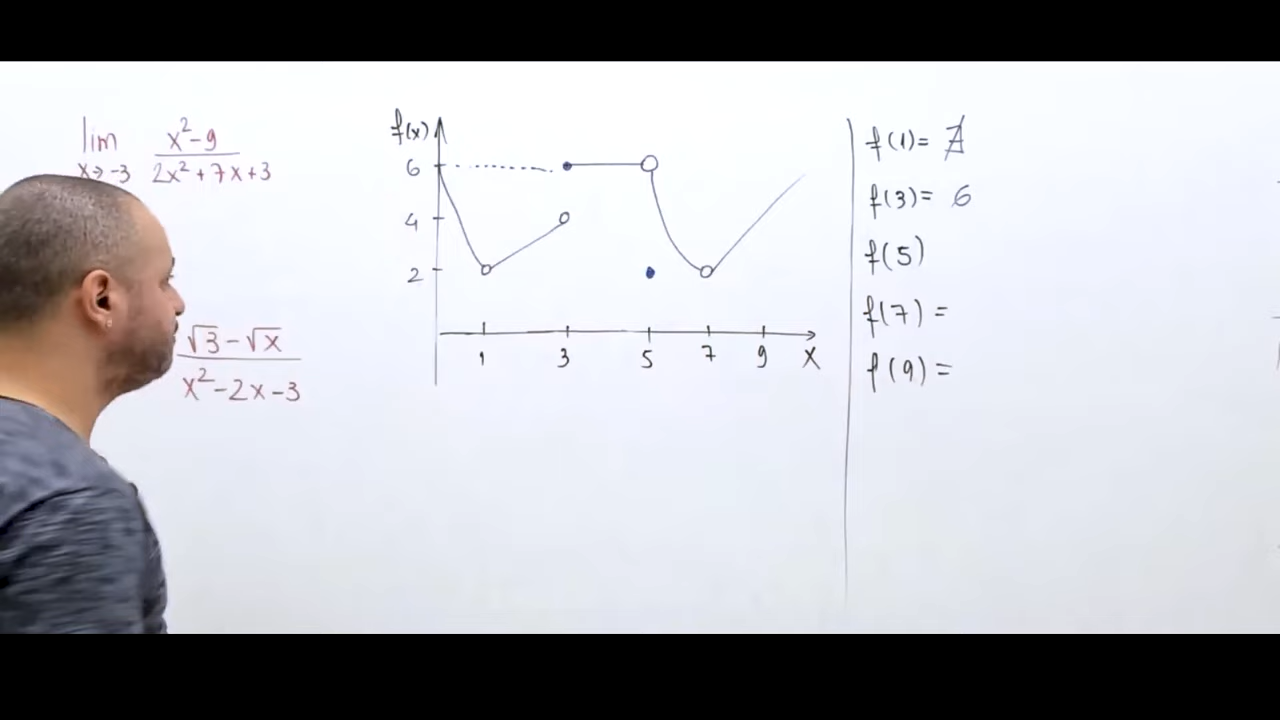 lim x→-3 x²-9 / 2x²+7x+3
√3-√x / x²-2x-3
f(x)
6
4
2
1 3 5 7 9 X
f(1)= ∄
f(3)= 6
f(5)
f(7)=
f(9)=